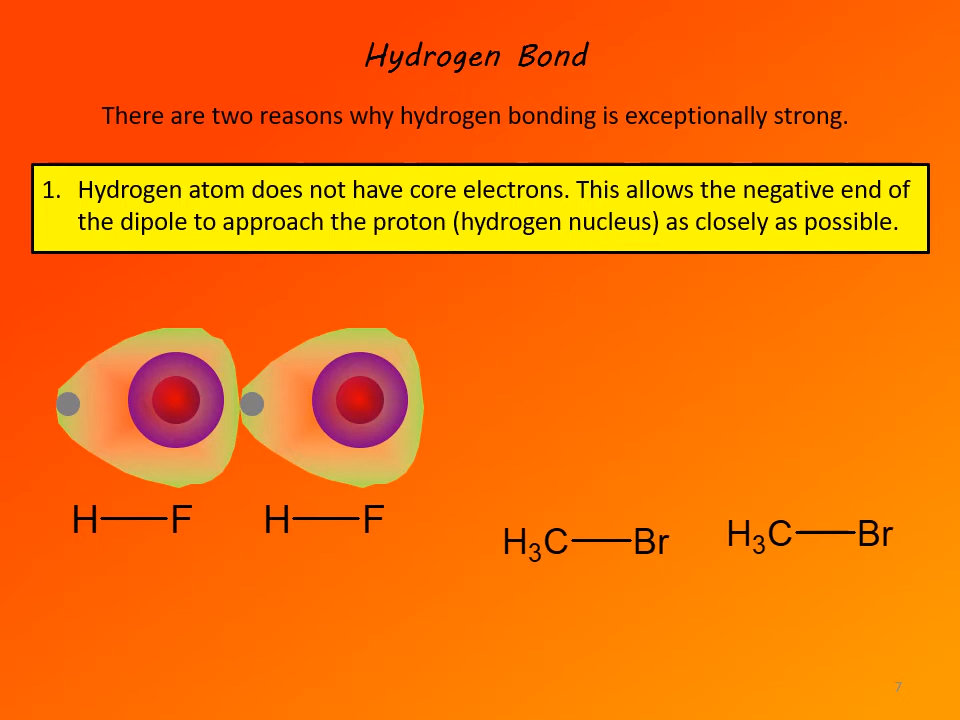 Hydrogen Bond
There are two reasons why hydrogen bonding is exceptionally strong.
1. Hydrogen atom does not have core electrons. This allows the negative end of
the dipole to approach the proton (hydrogen nucleus) as closely as possible.
H—F H—F
H₃C—Br H₃C—Br
7